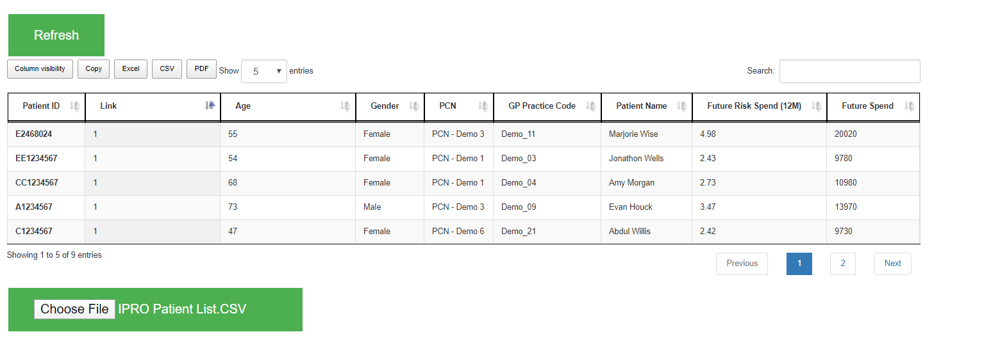 Refresh
Column visibility Copy Excel CSV PDF Show 5 entries Search:
Patient ID Link Age Gender PCN GP Practice Code Patient Name Future Risk Spend (12M) Future Spend
E2468024 1 55 Female PCN - Demo 3 Demo_11 Marjorie Wise 4.98 20020
EE1234567 1 54 Female PCN - Demo 1 Demo_03 Jonathon Wells 2.43 9780
CC1234567 1 68 Female PCN - Demo 1 Demo_04 Amy Morgan 2.73 10980
A1234567 1 73 Male PCN - Demo 3 Demo_09 Evan Houck 3.47 13970
C1234567 1 47 Female PCN - Demo 6 Demo_21 Abdul Willis 2.42 9730
Showing 1 to 5 of 9 entries
Previous 1 2 Next
Choose File IPRO Patient List.CSV